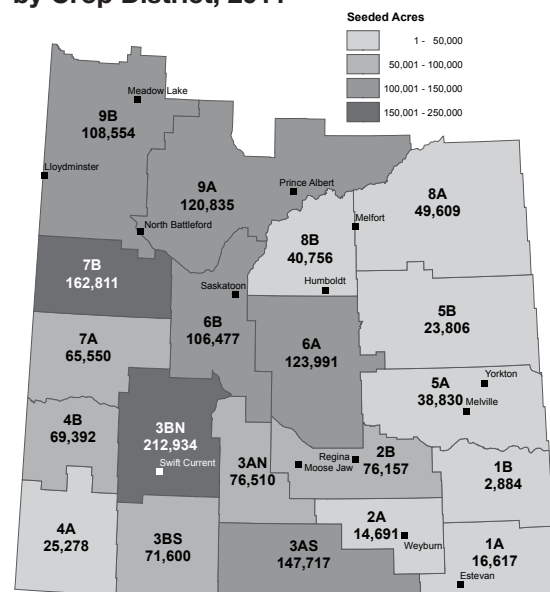 Seeded Acres
1 - 50,000
50,001 - 100,000
100,001 - 150,000
150,001 - 250,000
Meadow Lake
9B
108,554
Lloydminster
9A
120,835
Prince Albert
8A
49,609
North Battleford
Melfort
8B
40,756
7B
162,811
Saskatoon
Humboldt
5B
23,806
6B
106,477
7A
65,550
6A
123,991
Yorkton
5A
38,830
Melville
4B
69,392
3BN
212,934
Swift Current
3AN
76,510
Regina
Moose Jaw
2B
76,157
1B
2,884
4A
25,278
3BS
71,600
3AS
147,717
2A
14,691
Weyburn
1A
16,617
Estevan